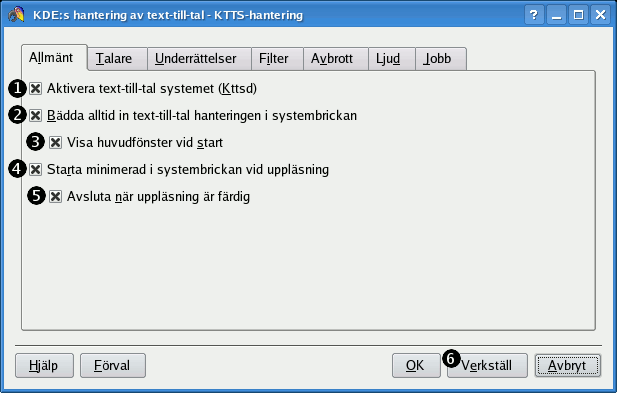 KDE:s hantering av text-till-tal - KTTS-hantering
Allmänt Talare Underrättelser Filter Avbrott Ljud Jobb
1 Aktivera text-till-tal systemet (Kttsd)
2 Bädda alltid in text-till-tal hanteringen i systembrickan
3 Visa huvudfönster vid start
4 Starta minimerad i systembrickan vid uppläsning
5 Avsluta när uppläsning är färdig
Hjälp Förval OK 6 Verkställ Avbryt